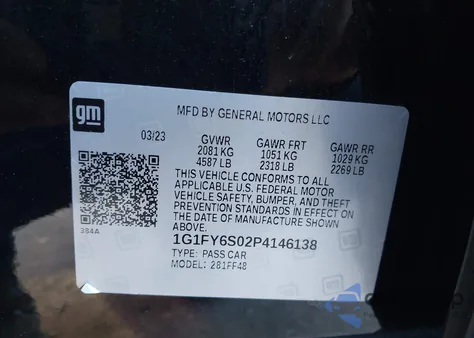 gm
MFD BY GENERAL MOTORS LLC
03/23 GVWR GAWR FRT GAWR RR
2081 KG 1051 KG 1029 KG
4587 LB 2318 LB 2269 LB
THIS VEHICLE CONFORMS TO ALL
APPLICABLE U.S. FEDERAL MOTOR
VEHICLE SAFETY, BUMPER, AND THEFT
PREVENTION STANDARDS IN EFFECT ON
THE DATE OF MANUFACTURE SHOWN
ABOVE.
384A
1G1FY6S02P4146138
TYPE: PASS CAR
MODEL: 281FF48